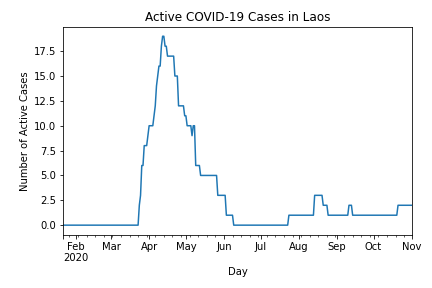 Active COVID-19 Cases in Laos
Number of Active Cases
17.5
15.0
12.5
10.0
7.5
5.0
2.5
0.0
Feb Mar Apr May Jun Jul Aug Sep Oct Nov
2020
Day